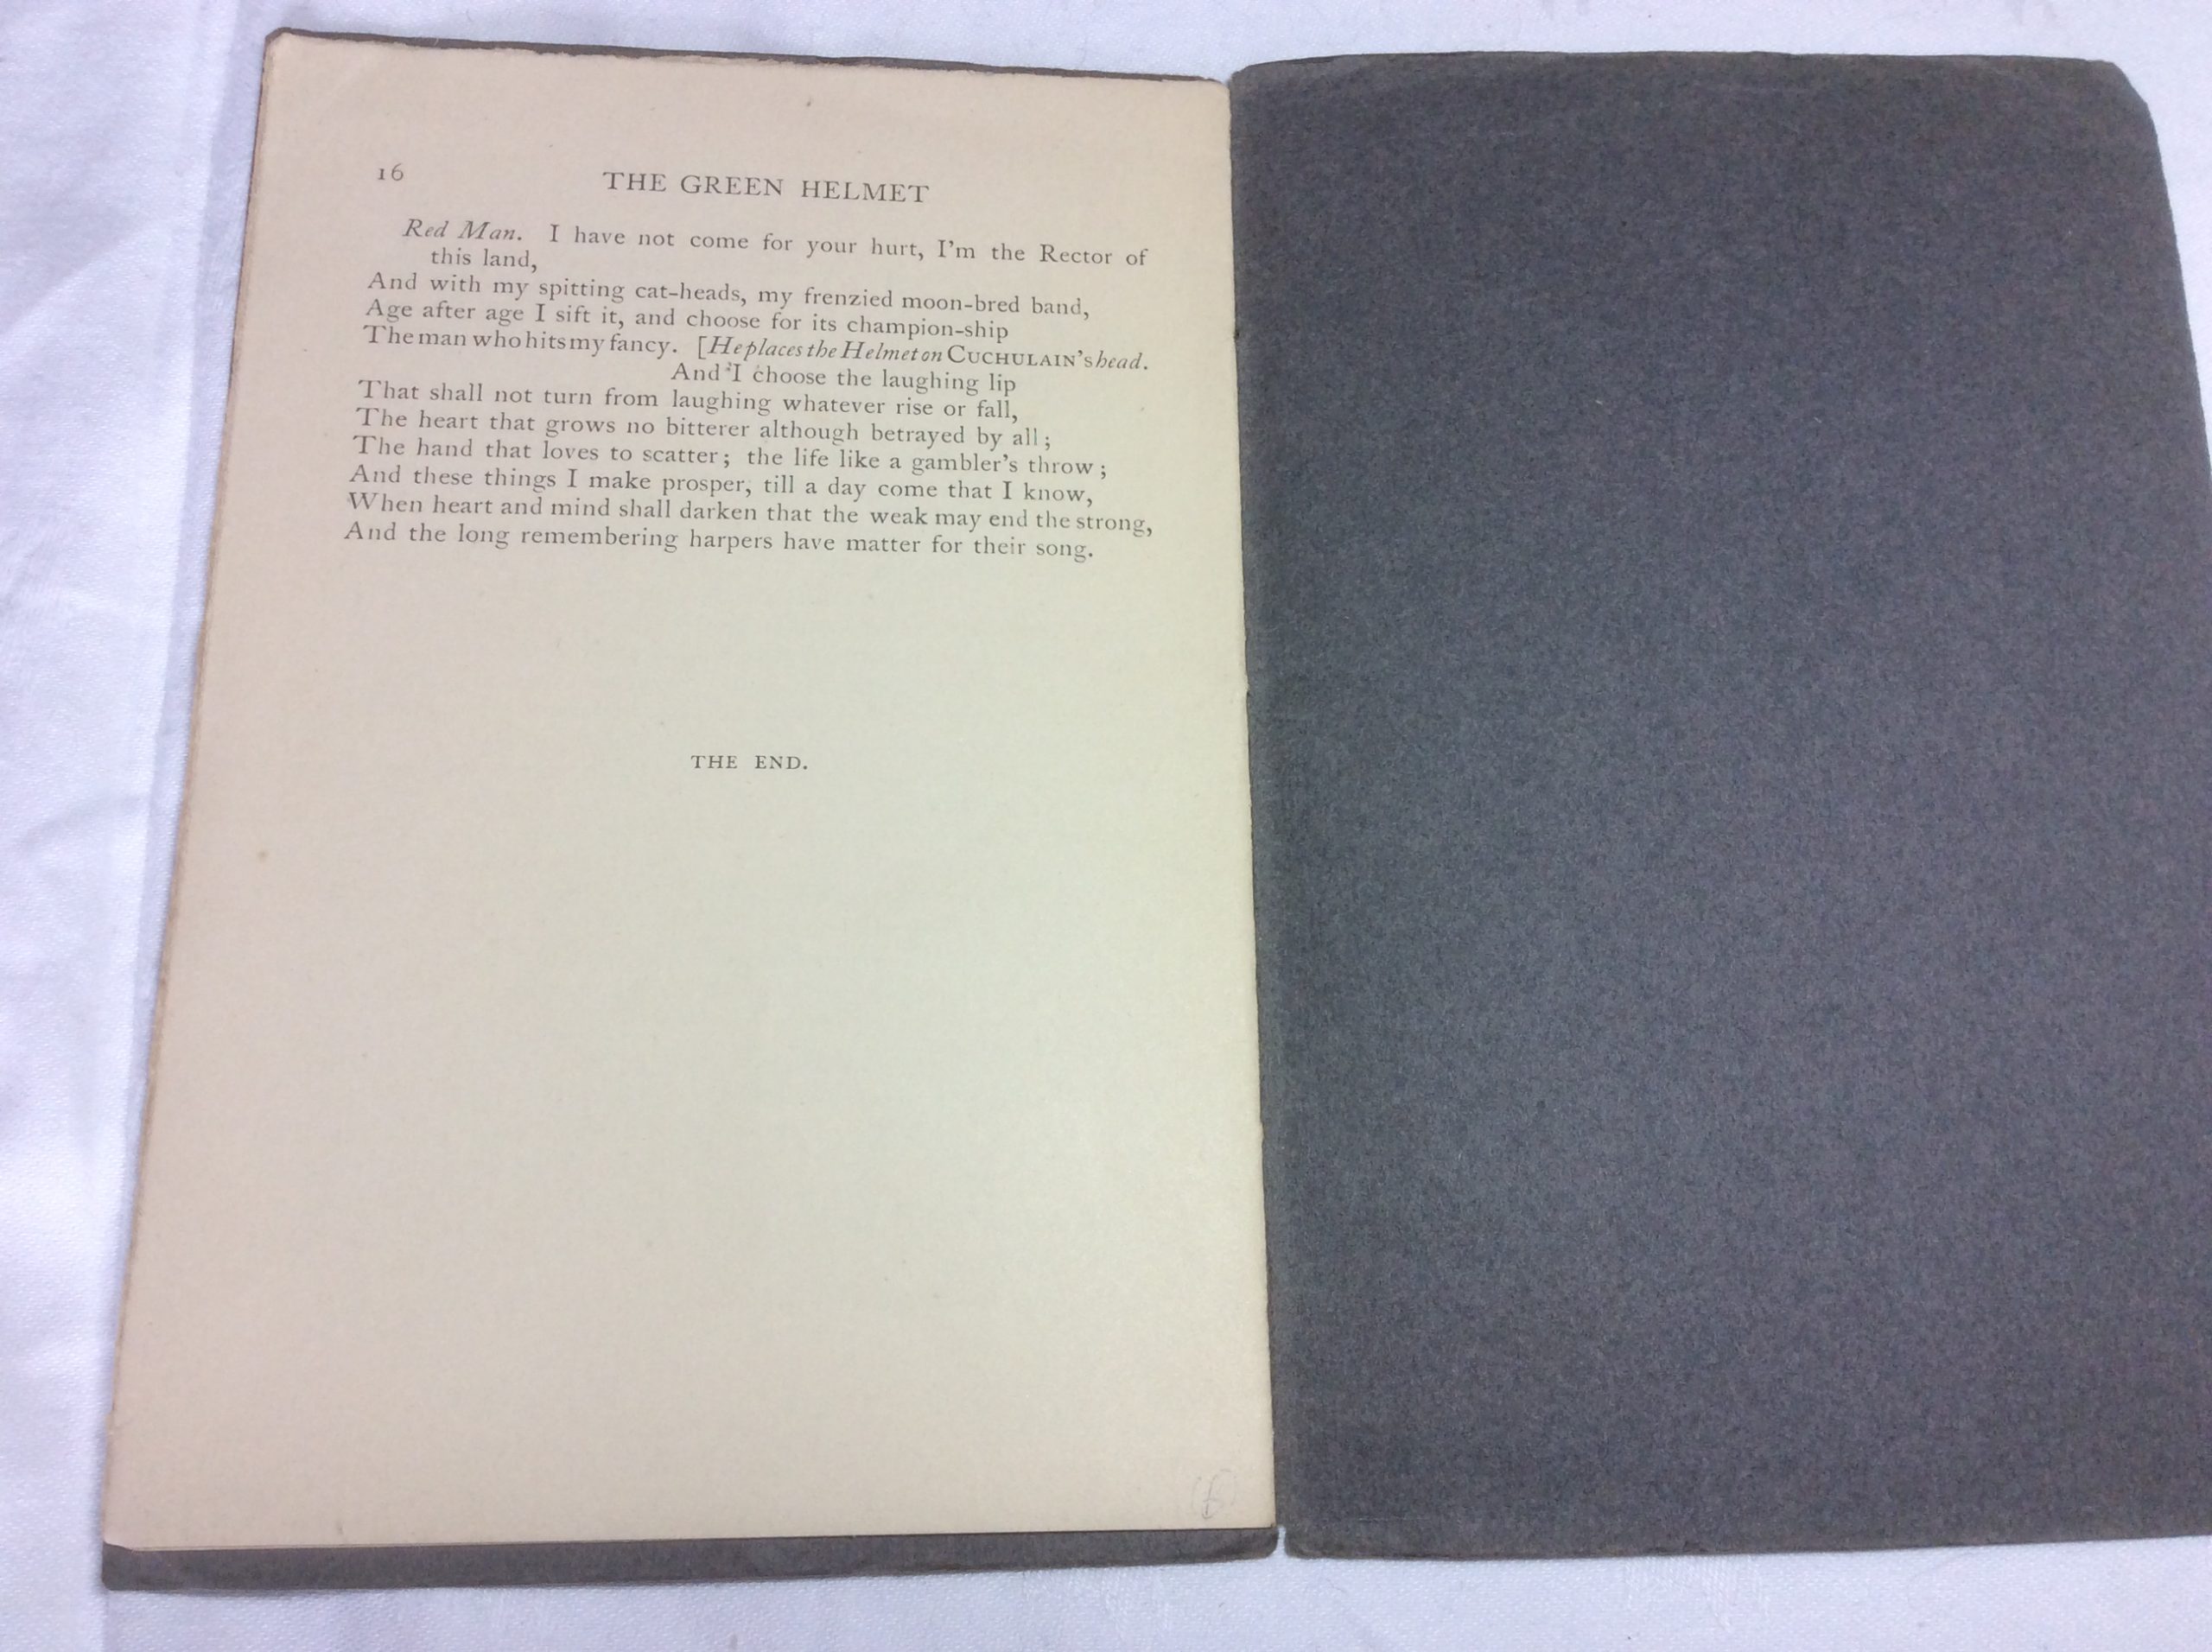 16
THE GREEN HELMET
Red Man. I have not come for your hurt, I'm the Rector of
this land,
And with my spitting cat-heads, my frenzied moon-bred band,
Age after age I sift it, and choose for its champion-ship
The man who hits my fancy. [He places the Helmet on CUCHULAIN's head.
And I choose the laughing lip
That shall not turn from laughing whatever rise or fall,
The heart that grows no bitterer although betrayed by all;
The hand that loves to scatter; the life like a gambler's throw;
And these things I make prosper, till a day come that I know,
When heart and mind shall darken that the weak may end the strong,
And the long remembering harpers have matter for their song.
THE END.